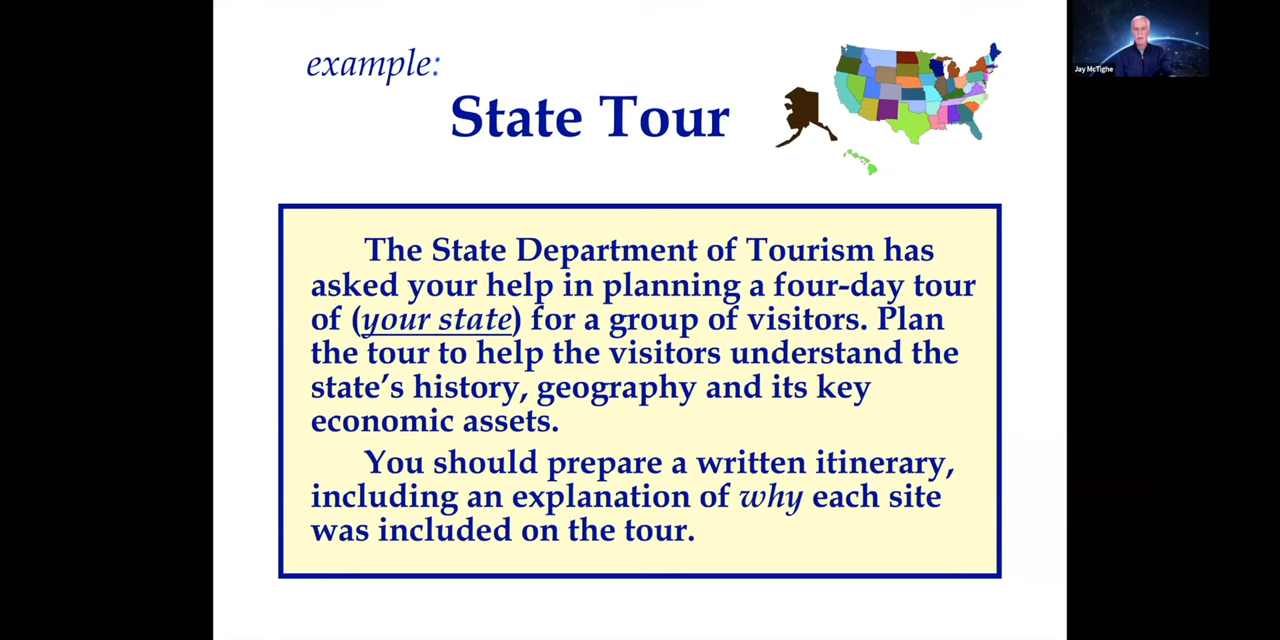 example:
State Tour
Jay McTighe
The State Department of Tourism has
asked your help in planning a four-day tour
of (your state) for a group of visitors. Plan
the tour to help the visitors understand the
state's history, geography and its key
economic assets.
You should prepare a written itinerary,
including an explanation of why each site
was included on the tour.